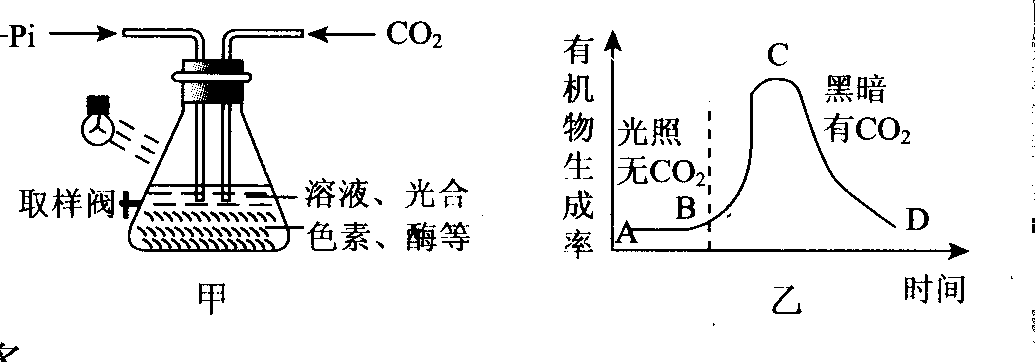 -Pi
CO₂
取样阀
溶液、光合
色素、酶等
甲
有机物生成率
光照
无CO₂
C
黑暗
有CO₂
A
B
D
时间
乙